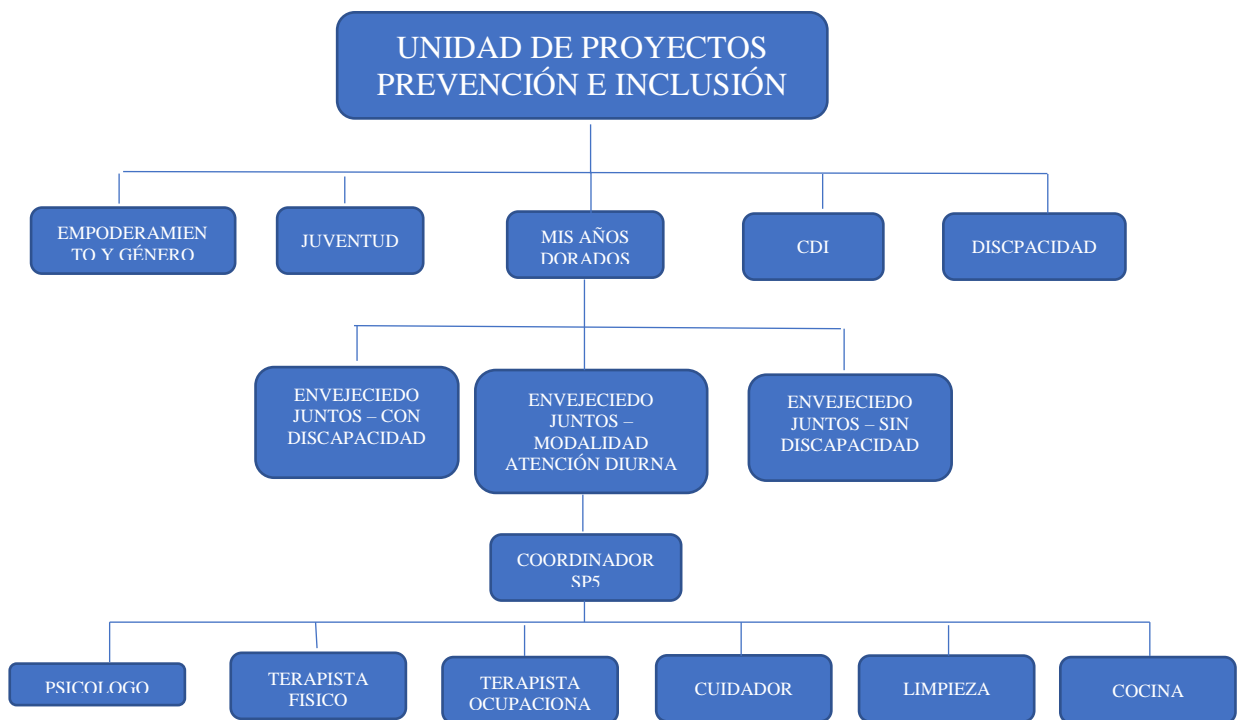 UNIDAD DE PROYECTOS
PREVENCIÓN E INCLUSIÓN
EMPODERAMIEN
TO Y GÉNERO
JUVENTUD
MIS AÑOS
DORADOS
CDI
DISCPACIDAD
ENVEJECIEDO
JUNTOS – CON
DISCAPACIDAD
ENVEJECIEDO
JUNTOS –
MODALIDAD
ATENCIÓN DIURNA
ENVEJECIEDO
JUNTOS – SIN
DISCAPACIDAD
COORDINADOR
SP5
PSICOLOGO
TERAPISTA
FISICO
TERAPISTA
OCUPACIONA
CUIDADOR
LIMPIEZA
COCINA